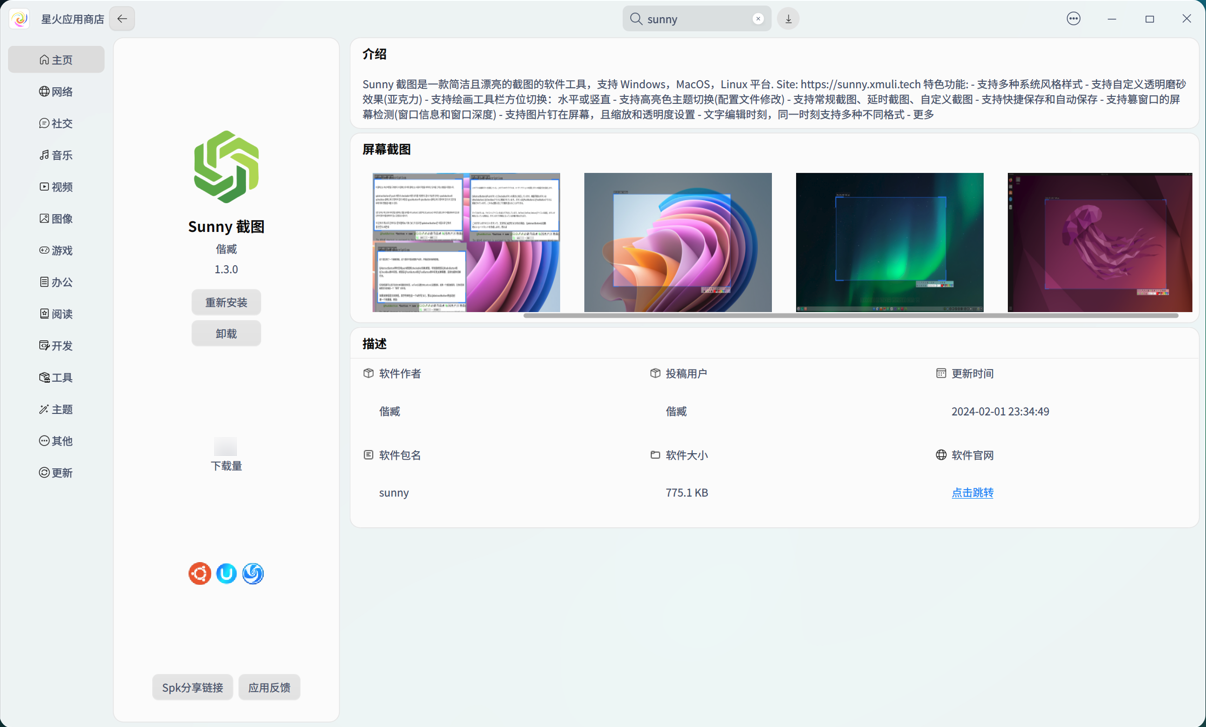 星火应用商店
sunny
主页
网络
社交
音乐
视频
图像
游戏
办公
阅读
开发
工具
主题
其他
更新
Sunny 截图
偕臧
1.3.0
重新安装
卸载
下载量
Spk分享链接
应用反馈
介绍
Sunny 截图是一款简洁且漂亮的截图的软件工具，支持 Windows，MacOS，Linux 平台. Site: https://sunny.xmuli.tech 特色功能: - 支持多种系统风格样式 - 支持自定义透明磨砂
效果(亚克力) - 支持绘画工具栏方位切换：水平或竖直 - 支持高亮色主题切换(配置文件修改) - 支持常规截图、延时截图、自定义截图 - 支持快捷保存和自动保存 - 支持篡窗口的屏
幕检测(窗口信息和窗口深度) - 支持图片钉在屏幕，且缩放和透明度设置 - 文字编辑时刻，同一时刻支持多种不同格式 - 更多
屏幕截图
描述
软件作者
投稿用户
更新时间
偕臧
偕臧
2024-02-01 23:34:49
软件包名
软件大小
软件官网
sunny
775.1 KB
点击跳转